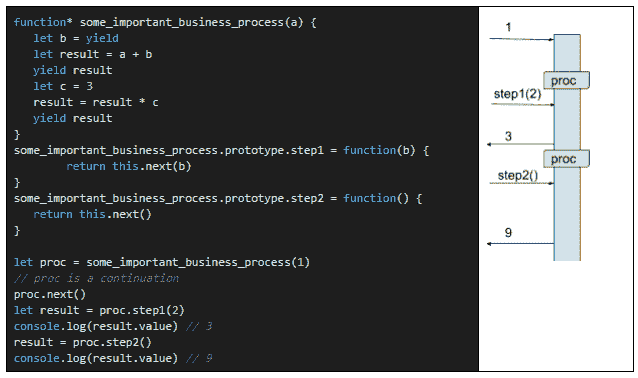 function* some_important_business_process(a) {
let b = yield
let result = a + b
yield result
let c = 3
result = result * c
yield result
}
some_important_business_process.prototype.step1 = function(b) {
return this.next(b)
}
some_important_business_process.prototype.step2 = function() {
return this.next()
}
let proc = some_important_business_process(1)
// proc is a continuation
proc.next()
let result = proc.step1(2)
console.log(result.value) // 3
result = proc.step2()
console.log(result.value) // 9
1
proc
step1(2)
3
proc
step2()
9